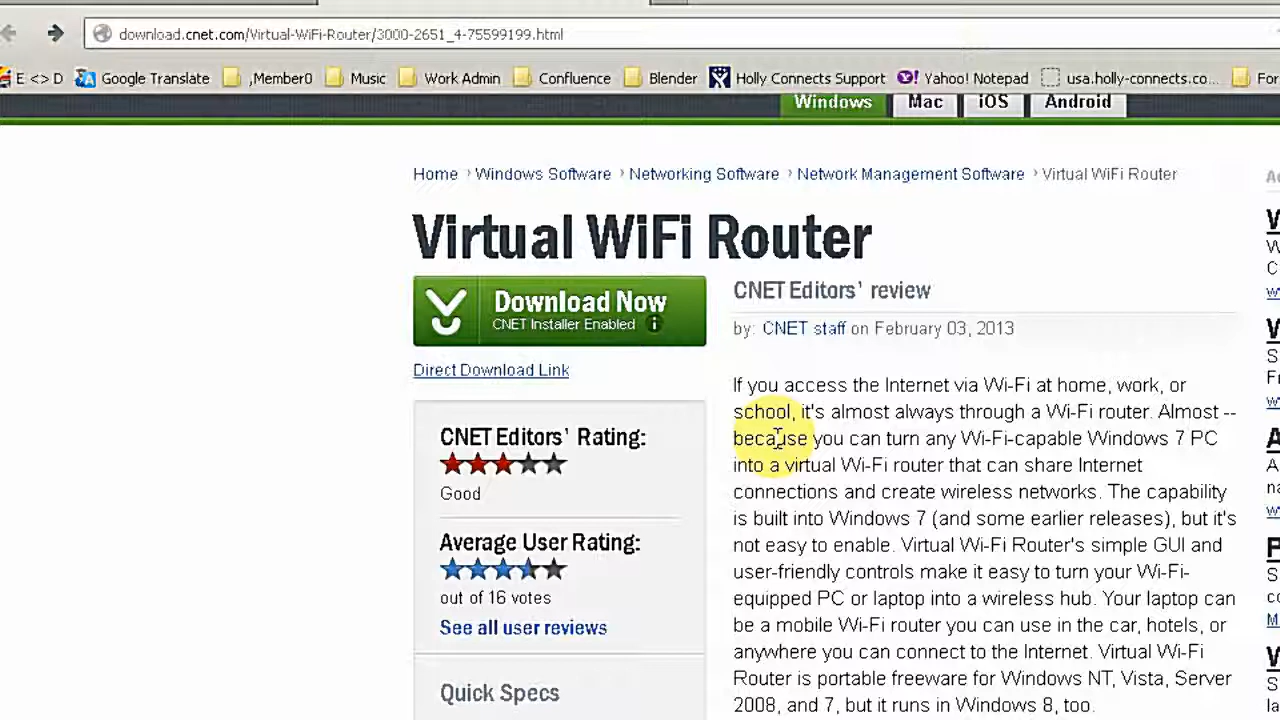 download.cnet.com/Virtual-WiFi-Router/3000-2651_4-75599199.html
E <> D Google Translate ,Member0 Music Work Admin Confluence Blender Holly Connects Support Yahoo! Notepad usa.holly-connects.co... For
Windows Mac iOS Android
Home › Windows Software › Networking Software › Network Management Software › Virtual WiFi Router
Virtual WiFi Router
Download Now
CNET Installer Enabled i
Direct Download Link
CNET Editors' Rating:
Good
Average User Rating:
out of 16 votes
See all user reviews
Quick Specs
CNET Editors' review
by: CNET staff on February 03, 2013
If you access the Internet via Wi-Fi at home, work, or
school, it's almost always through a Wi-Fi router. Almost --
because you can turn any Wi-Fi-capable Windows 7 PC
into a virtual Wi-Fi router that can share Internet
connections and create wireless networks. The capability
is built into Windows 7 (and some earlier releases), but it's
not easy to enable. Virtual Wi-Fi Router's simple GUI and
user-friendly controls make it easy to turn your Wi-Fi-
equipped PC or laptop into a wireless hub. Your laptop can
be a mobile Wi-Fi router you can use in the car, hotels, or
anywhere you can connect to the Internet. Virtual Wi-Fi
Router is portable freeware for Windows NT, Vista, Server
2008, and 7, but it runs in Windows 8, too.